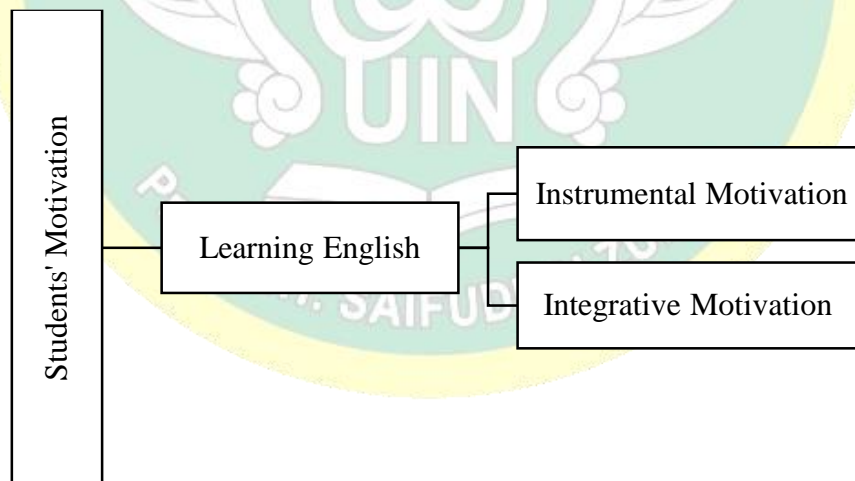 Students' Motivation
Learning English
Instrumental Motivation
Integrative Motivation
UIN
SAIFUD